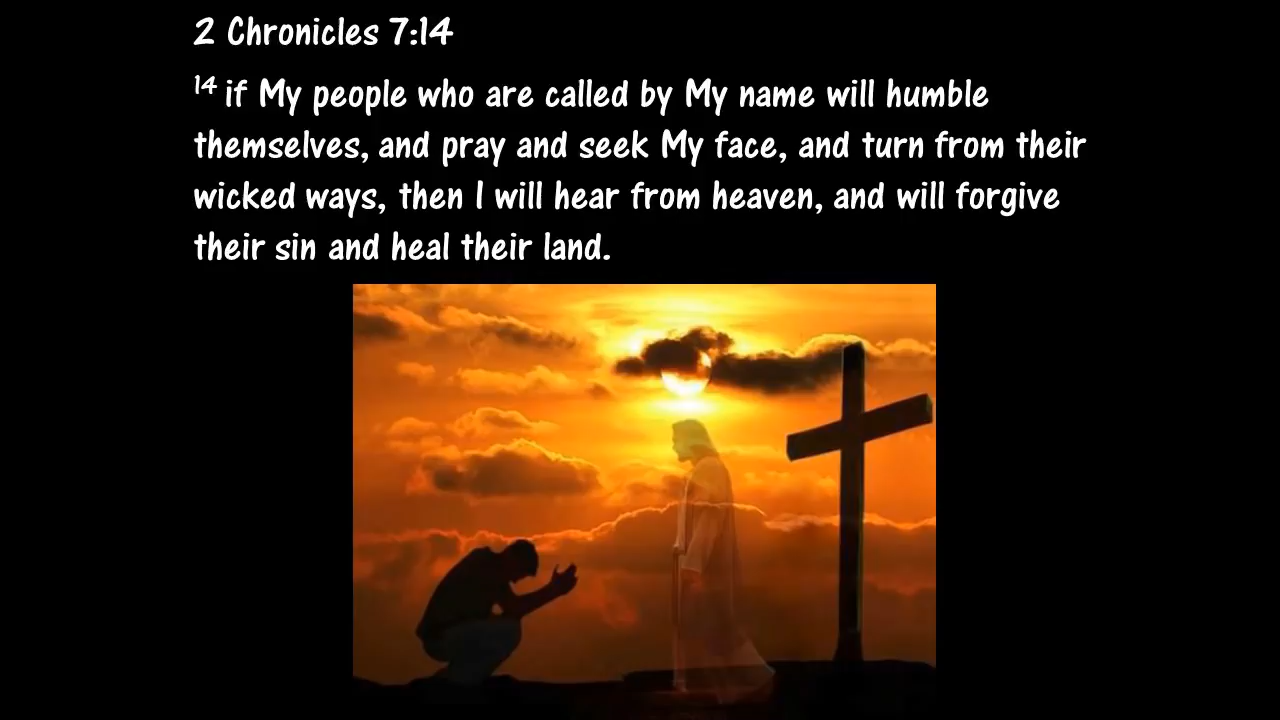 2 Chronicles 7:14
14 if My people who are called by My name will humble
themselves, and pray and seek My face, and turn from their
wicked ways, then I will hear from heaven, and will forgive
their sin and heal their land.